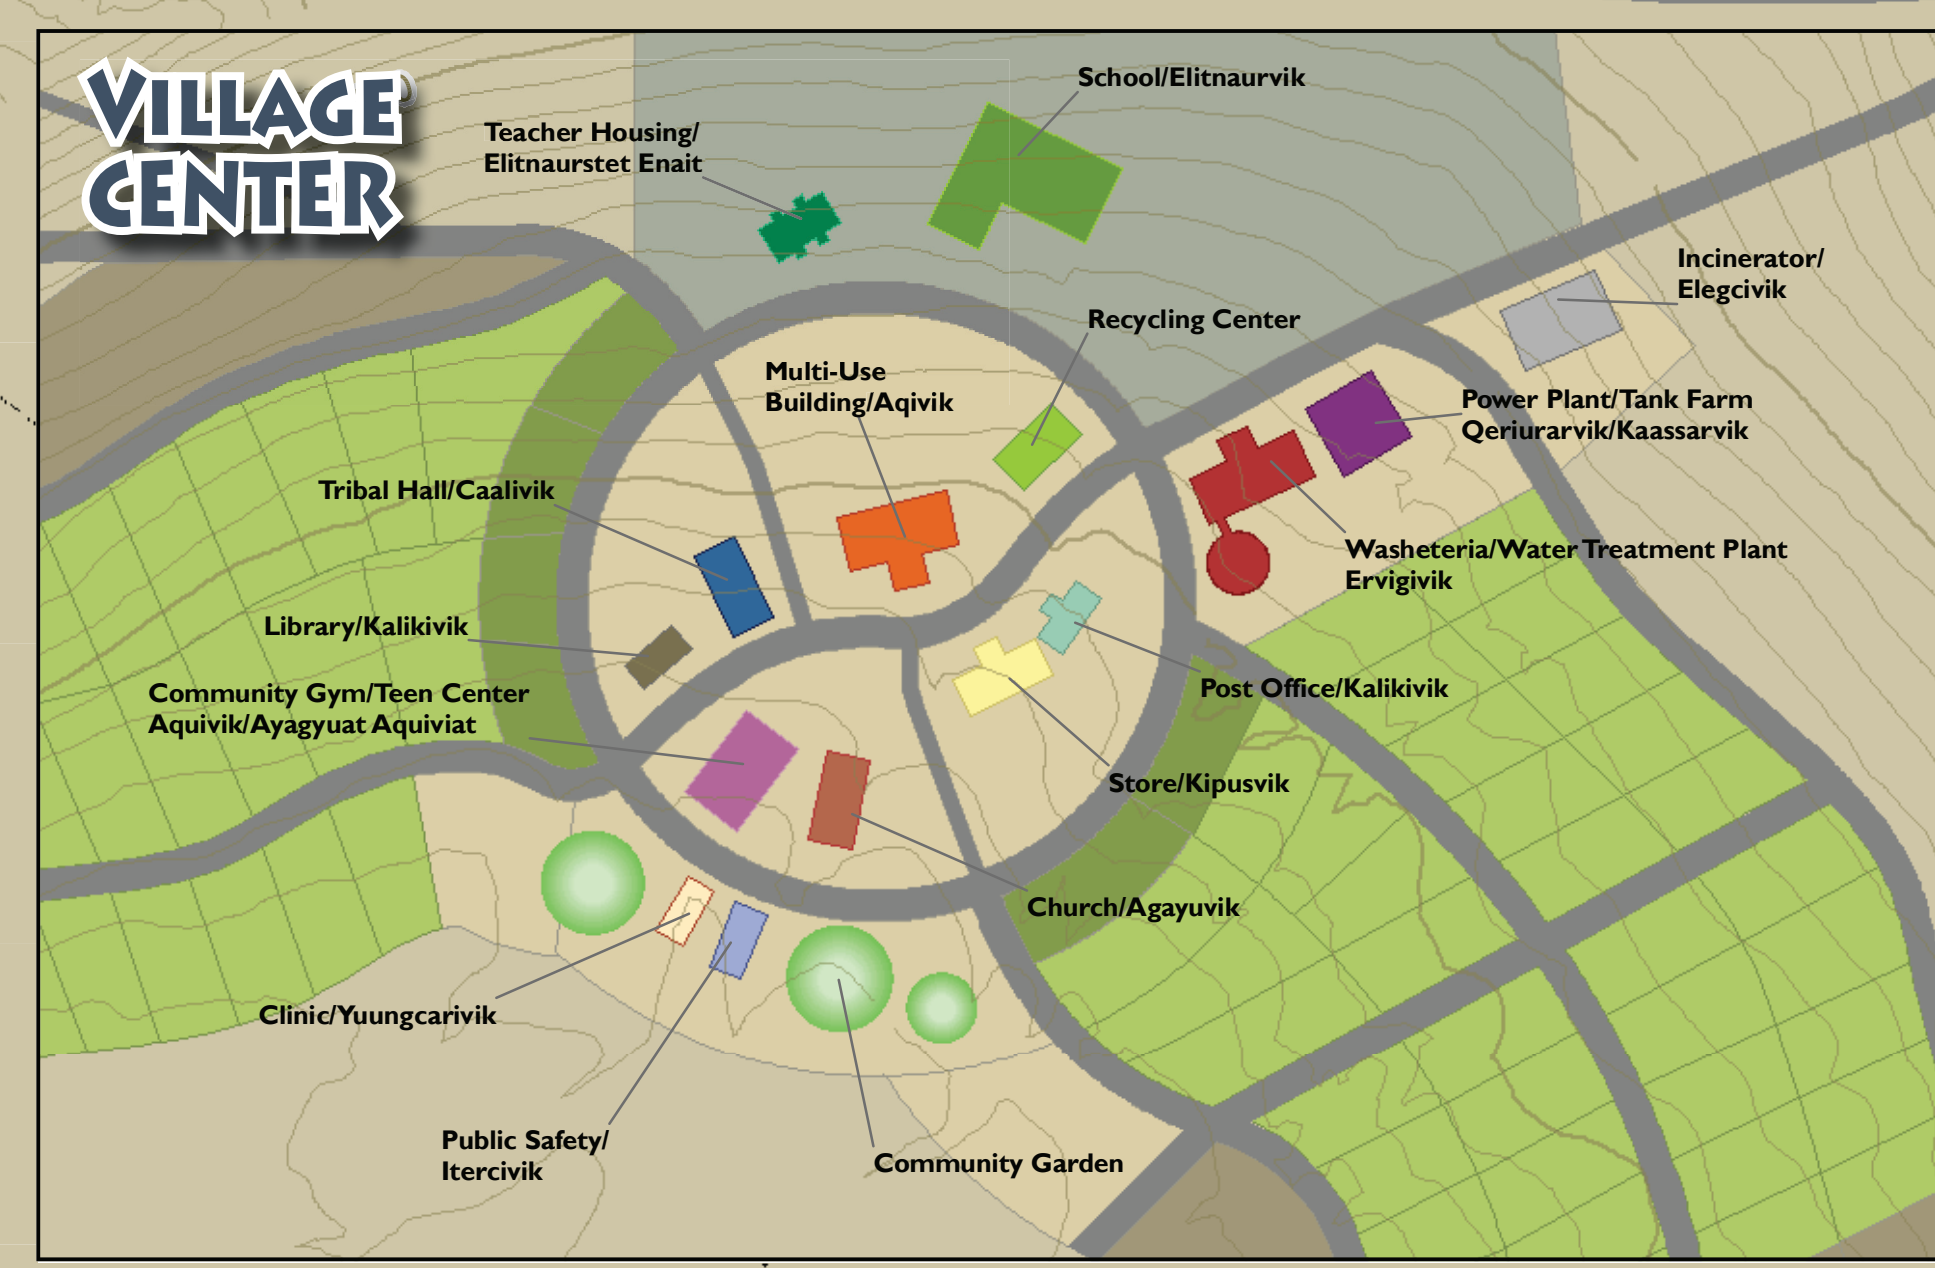 VILLAGE
CENTER
School/Elitnaurvik
Teacher Housing/
Elitnaurstet Enait
Incinerator/
Elegcivik
Recycling Center
Multi-Use
Building/Aqivik
Power Plant/Tank Farm
Qeriurarvik/Kaassarvik
Tribal Hall/Caalivik
Washeteria/Water Treatment Plant
Ervigivik
Library/Kalikivik
Community Gym/Teen Center
Aquivik/Ayagyuat Aquiviat
Post Office/Kalikivik
Store/Kipusvik
Church/Agayuvik
Clinic/Yuungcarivik
Public Safety/
Itercivik
Community Garden